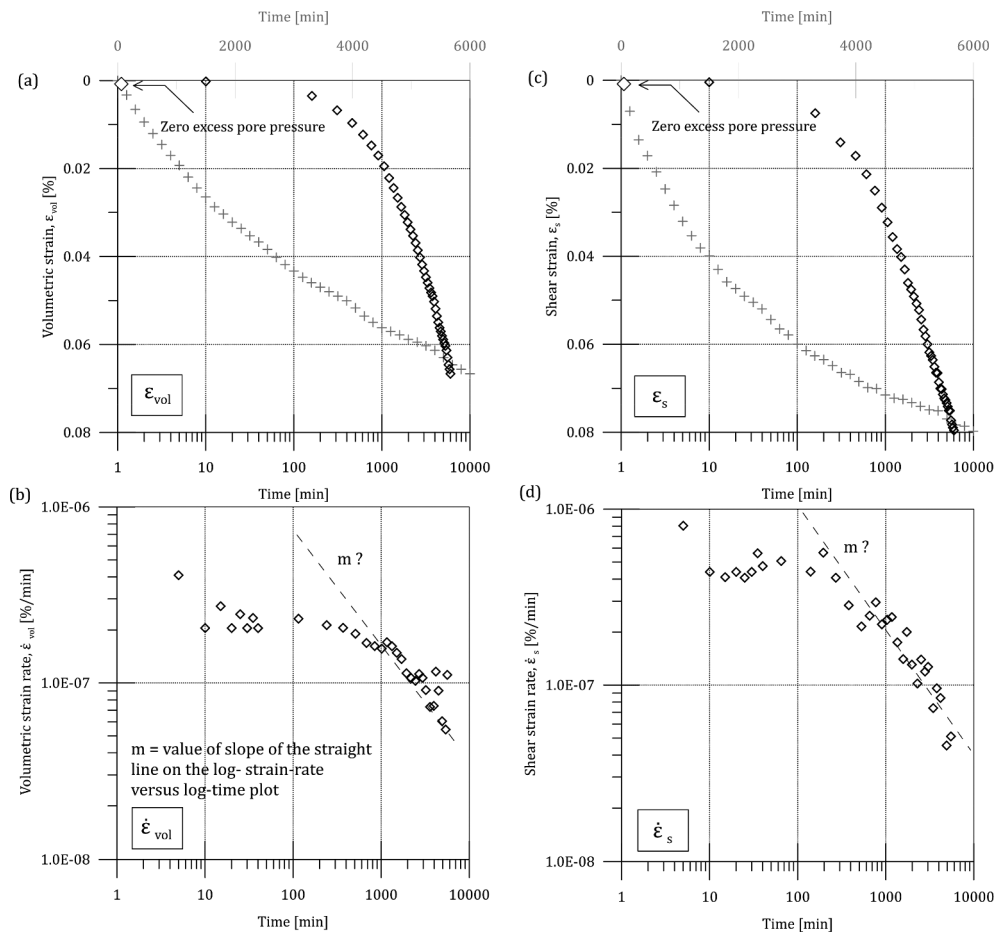 Time [min]
0 2000 4000 6000
(a)
0
0.02
0.04
0.06
0.08
Volumetric strain, ε vol [%]
Zero excess pore pressure
ε vol
1 10 100 1000 10000
Time [min]
Time [min]
0 2000 4000 6000
(c)
0
0.02
0.04
0.06
0.08
Shear strain, ε s [%]
Zero excess pore pressure
ε s
1 10 100 1000 10000
Time [min]
(b)
1.0E-06
1.0E-07
1.0E-08
Volumetric strain rate, ε̇ vol [%/min]
m ?
m = value of slope of the straight
line on the log- strain-rate
versus log-time plot
ε̇ vol
1 10 100 1000 10000
Time [min]
(d)
1.0E-06
1.0E-07
1.0E-08
Shear strain rate, ε̇ s [%/min]
m ?
ε̇ s
1 10 100 1000 10000
Time [min]